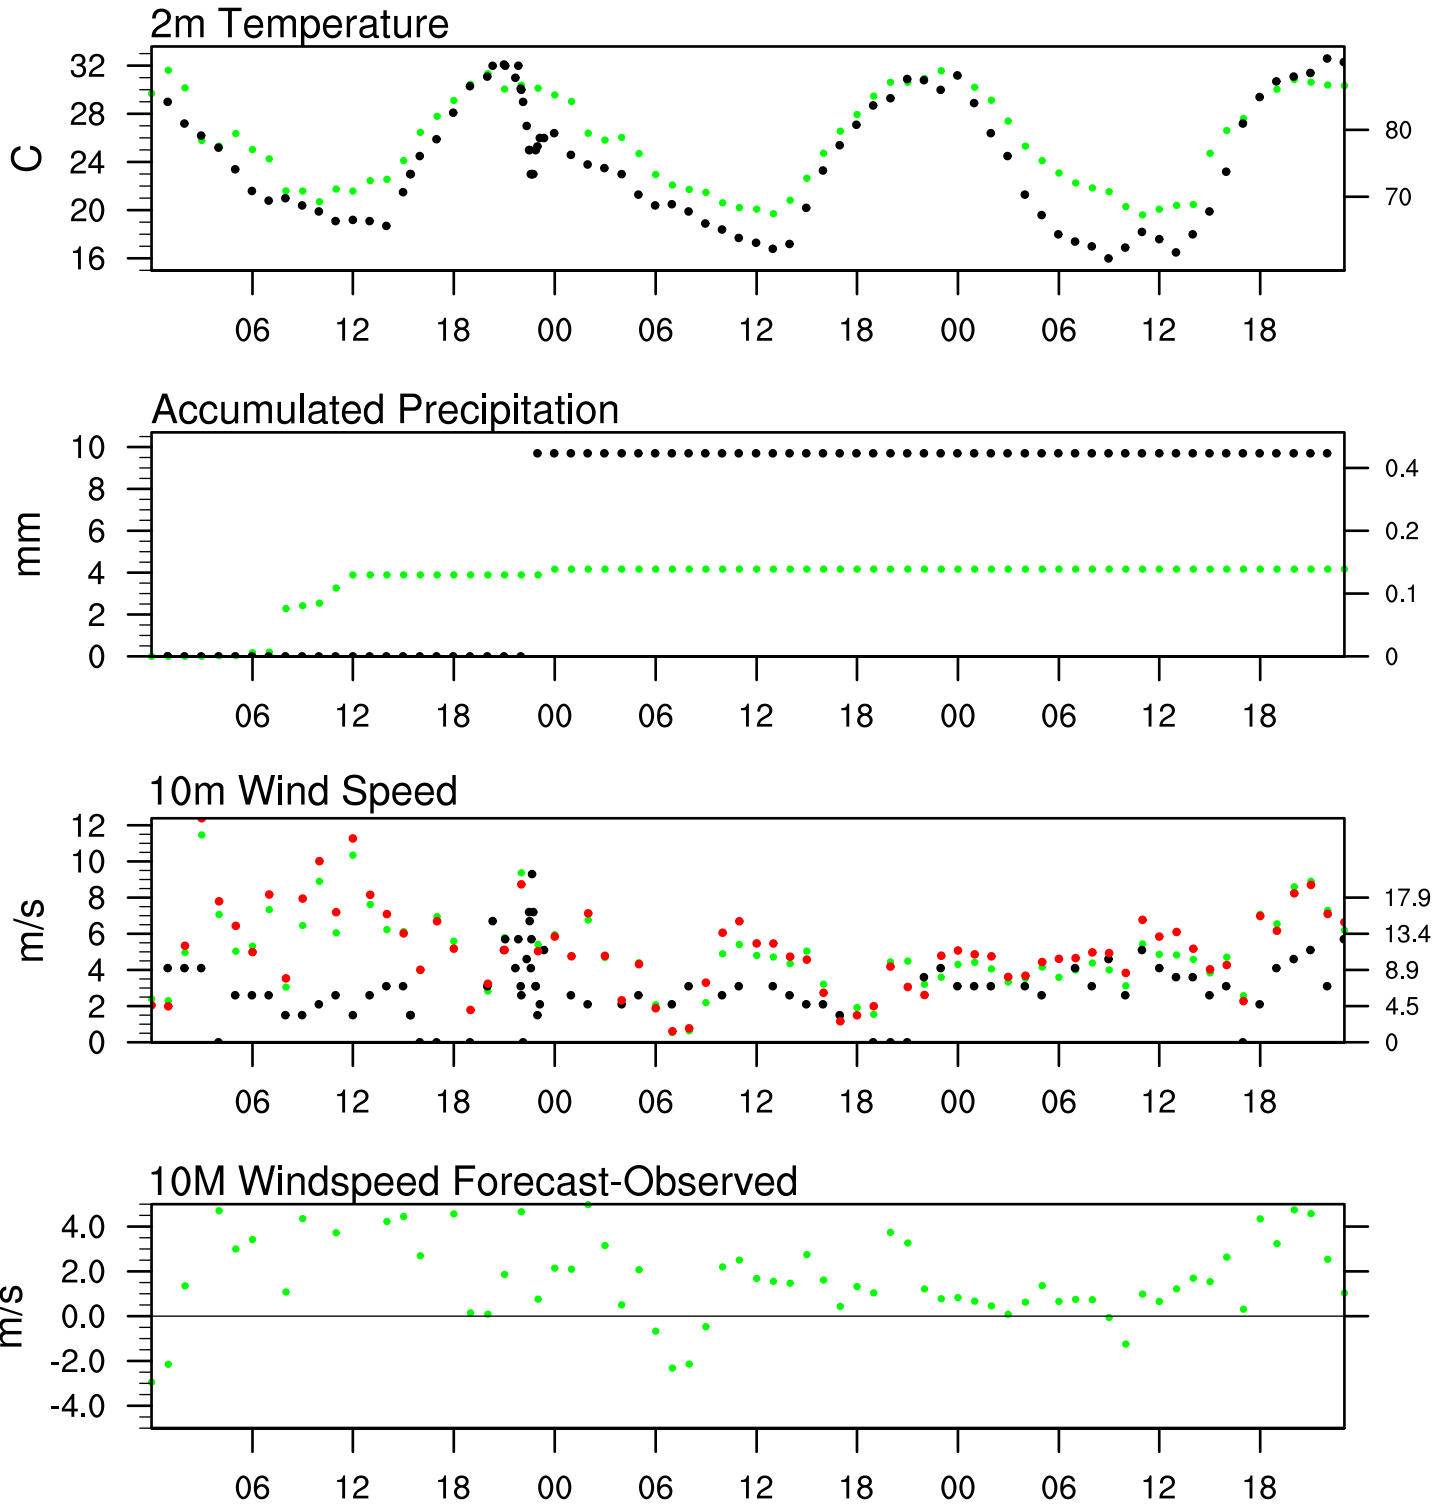 2m Temperature
32
28
24
20
16
C
80
70
06 12 18 00 06 12 18 00 06 12 18
Accumulated Precipitation
10
8
6
4
2
0
mm
0.4
0.2
0.1
0
06 12 18 00 06 12 18 00 06 12 18
10m Wind Speed
12
10
8
6
4
2
0
m/s
17.9
13.4
8.9
4.5
0
06 12 18 00 06 12 18 00 06 12 18
10M Windspeed Forecast-Observed
4.0
2.0
0.0
-2.0
-4.0
m/s
06 12 18 00 06 12 18 00 06 12 18